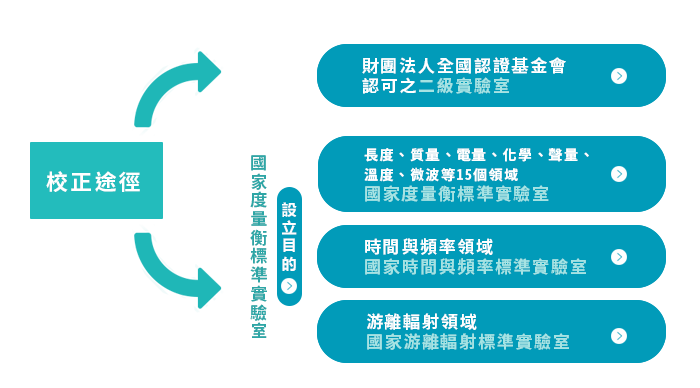 校正途徑
財團法人全國認證基金會
認可之二級實驗室
國家度量衡標準實驗室
設立目的
長度、質量、電量、化學、聲量、
溫度、微波等15個領域
國家度量衡標準實驗室
時間與頻率領域
國家時間與頻率標準實驗室
游離輻射領域
國家游離輻射標準實驗室